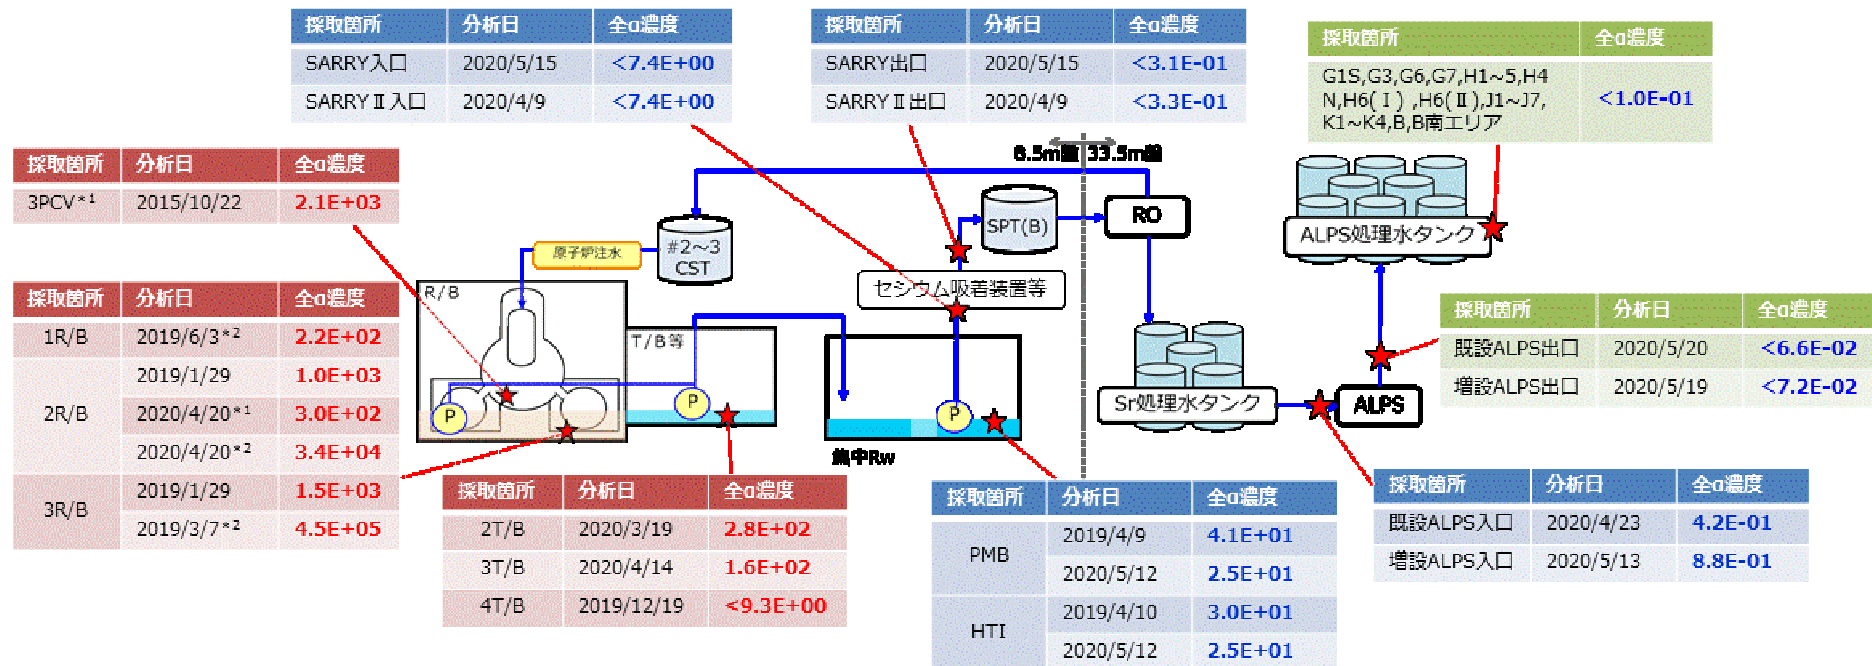 採取箇所 分析日 全α濃度
SARRY入口 2020/5/15 <7.4E+00
SARRYⅡ入口 2020/4/9 <7.4E+00
採取箇所 分析日 全α濃度
SARRY出口 2020/5/15 <3.1E-01
SARRYⅡ出口 2020/4/9 <3.3E-01
採取箇所 全α濃度
G1S,G3,G6,G7,H1~5,H4
N,H6(Ⅰ) ,H6(Ⅱ),J1~J7,
K1~K4,B,B南エリア
<1.0E-01
採取箇所 分析日 全α濃度
3PCV*1 2015/10/22 2.1E+03
8.5m盤 33.5m盤
#2~3
CST
原子炉注水
SPT(B)
RO
セシウム吸着装置等
R/B
T/B等
P
P
P
集中Rw
ALPS処理水タンク
Sr処理水タンク
ALPS
採取箇所 分析日 全α濃度
1R/B 2019/6/3*2 2.2E+02
2R/B 2019/1/29 1.0E+03
2020/4/20*1 3.0E+02
2020/4/20*2 3.4E+04
3R/B 2019/1/29 1.5E+03
2019/3/7*2 4.5E+05
採取箇所 分析日 全α濃度
2T/B 2020/3/19 2.8E+02
3T/B 2020/4/14 1.6E+02
4T/B 2019/12/19 <9.3E+00
採取箇所 分析日 全α濃度
PMB 2019/4/9 4.1E+01
2020/5/12 2.5E+01
HTI 2019/4/10 3.0E+01
2020/5/12 2.5E+01
採取箇所 分析日 全α濃度
既設ALPS出口 2020/5/20 <6.6E-02
増設ALPS出口 2020/5/19 <7.2E-02
採取箇所 分析日 全α濃度
既設ALPS入口 2020/4/23 4.2E-01
増設ALPS入口 2020/5/13 8.8E-01